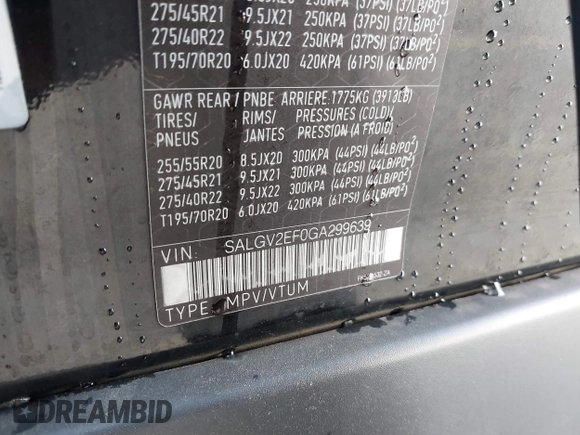 275/45R21 9.5JX21 250KPA (37PSI) (37LB/PO²)
275/40R22 9.5JX22 250KPA (37PSI) (37LB/PO²)
T195/70R20 6.0JX20 420KPA (61PSI) (61LB/PO²)
GAWR REAR / PNBE ARRIERE 1775KG (3913LB)
TIRES/ RIMS/ PRESSURES (COLD)/
PNEUS JANTES PRESSION (A FROID)
255/55R20 8.5JX20 300KPA (44PSI) (44LB/PO²)
275/45R21 9.5JX21 300KPA (44PSI) (44LB/PO²)
275/40R22 9.5JX22 300KPA (44PSI) (44LB/PO²)
T195/70R20 6.0JX20 420KPA (61PSI) (61LB/PO²)
VIN: SALGV2EF0GA299639
TYPE: MPV/VTUM
DREAMBID